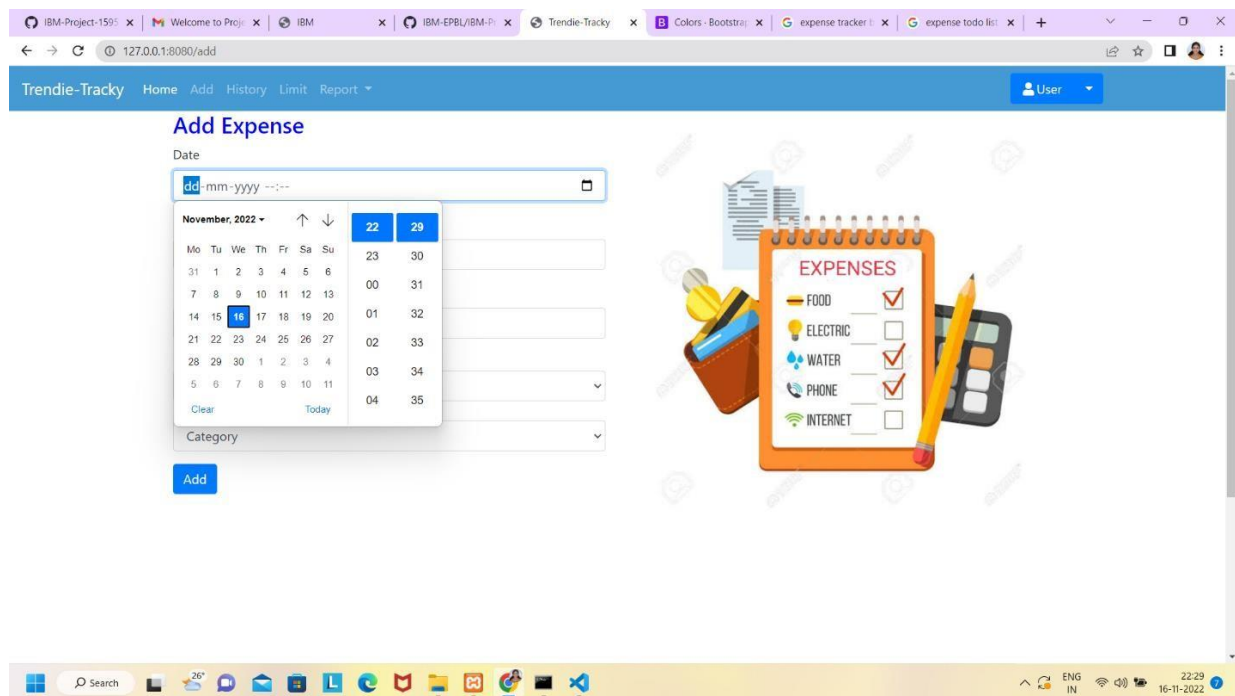 IBM-Project-1595
Welcome to Proje
IBM
IBM-EPBL/IBM-Pr
Trendie-Tracky
Colors · Bootstrap
expense tracker b
expense todo list
127.0.0.1:8080/add
Trendie-Tracky Home Add History Limit Report
User
Add Expense
Date
dd-mm-yyyy --:--
November, 2022
22 29
Mo Tu We Th Fr Sa Su
23 30
31 1 2 3 4 5 6
00 31
7 8 9 10 11 12 13
14 15 16 17 18 19 20
01 32
21 22 23 24 25 26 27
02 33
28 29 30 1 2 3 4
03 34
5 6 7 8 9 10 11
04 35
Clear Today
Category
Add
EXPENSES
FOOD
ELECTRIC
WATER
PHONE
INTERNET
26°
Search
ENG
IN
22:29
16-11-2022
7